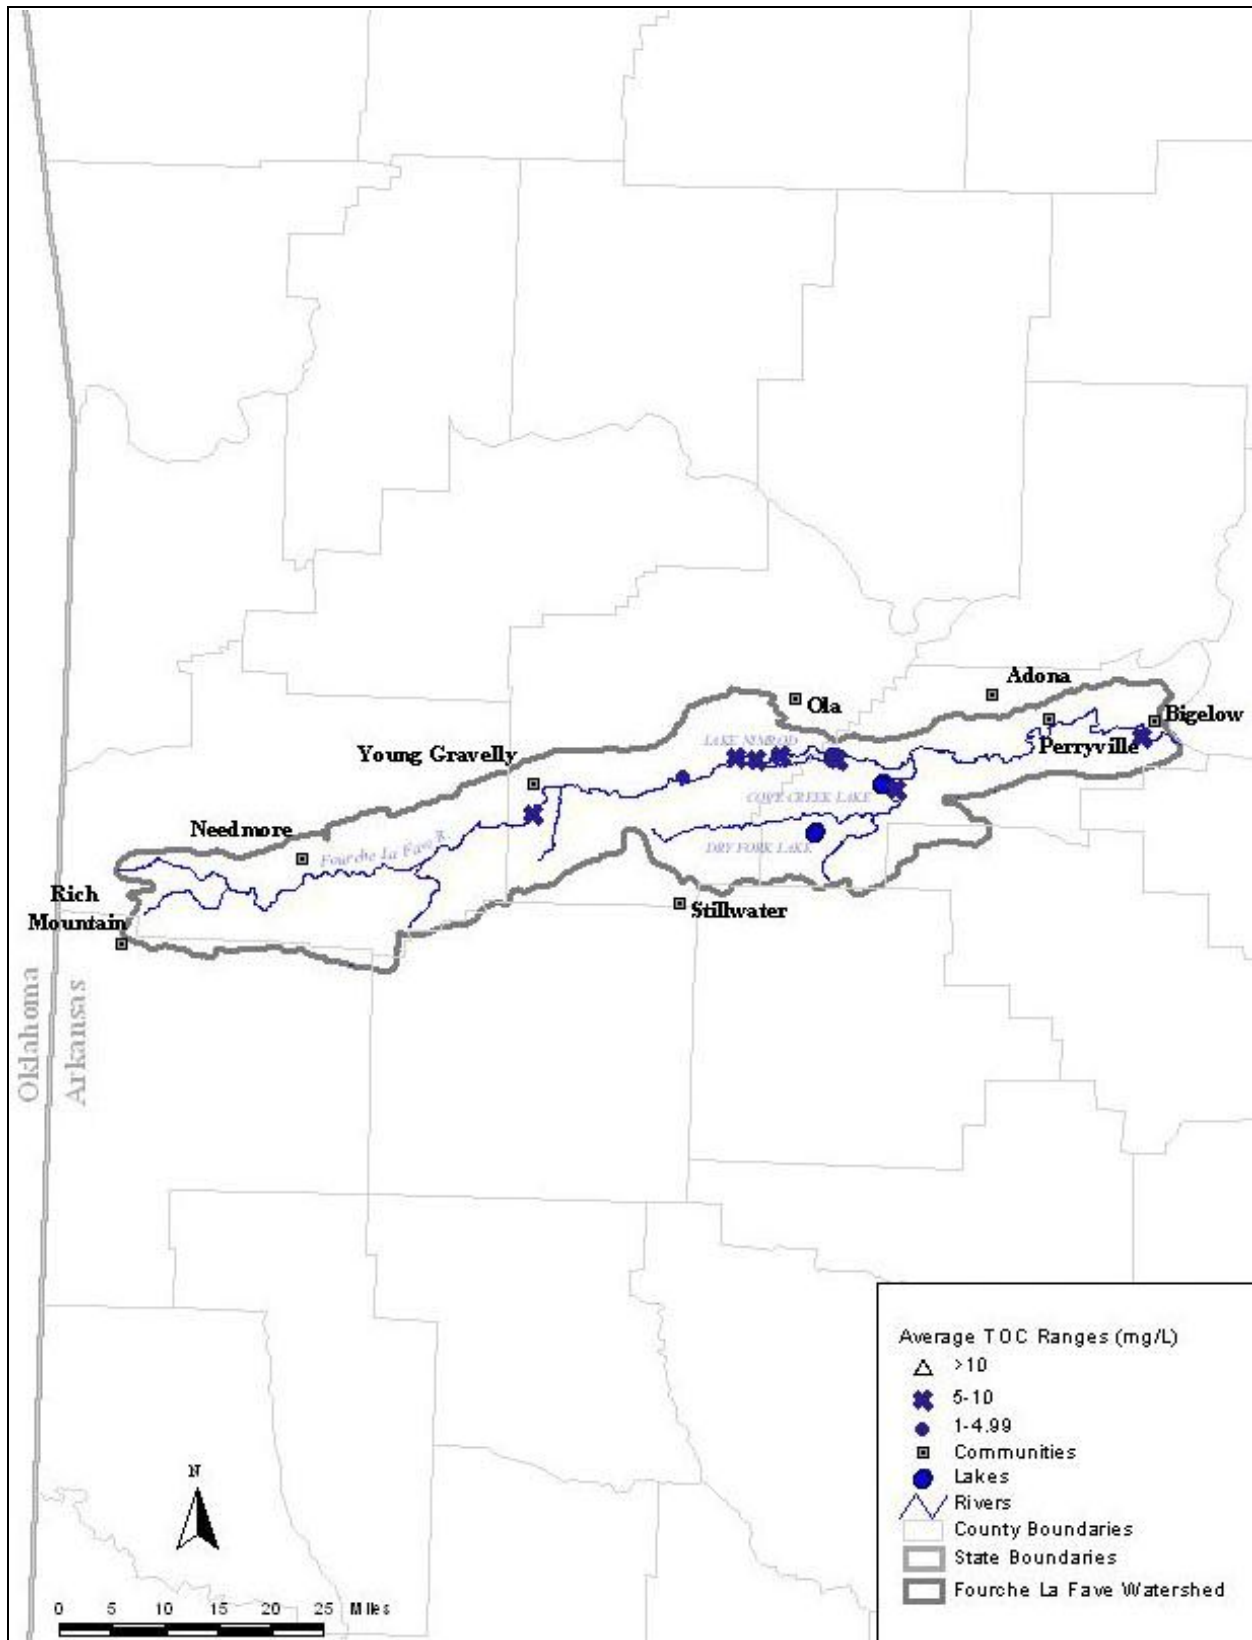 Adona
Ola
Bigelow
LAKE NIMROD
Perryville
Young Gravelly
COVE CREEK LAKE
Needmore
Fourche La Fave R.
DRY FORK LAKE
Rich
Mountain
Stillwater
Oklahoma
Arkansas
Average TOC Ranges (mg/L)
>10
5-10
1-4.99
Communities
Lakes
Rivers
County Boundaries
State Boundaries
Fourche La Fave Watershed
N
0 5 10 15 20 25 Miles